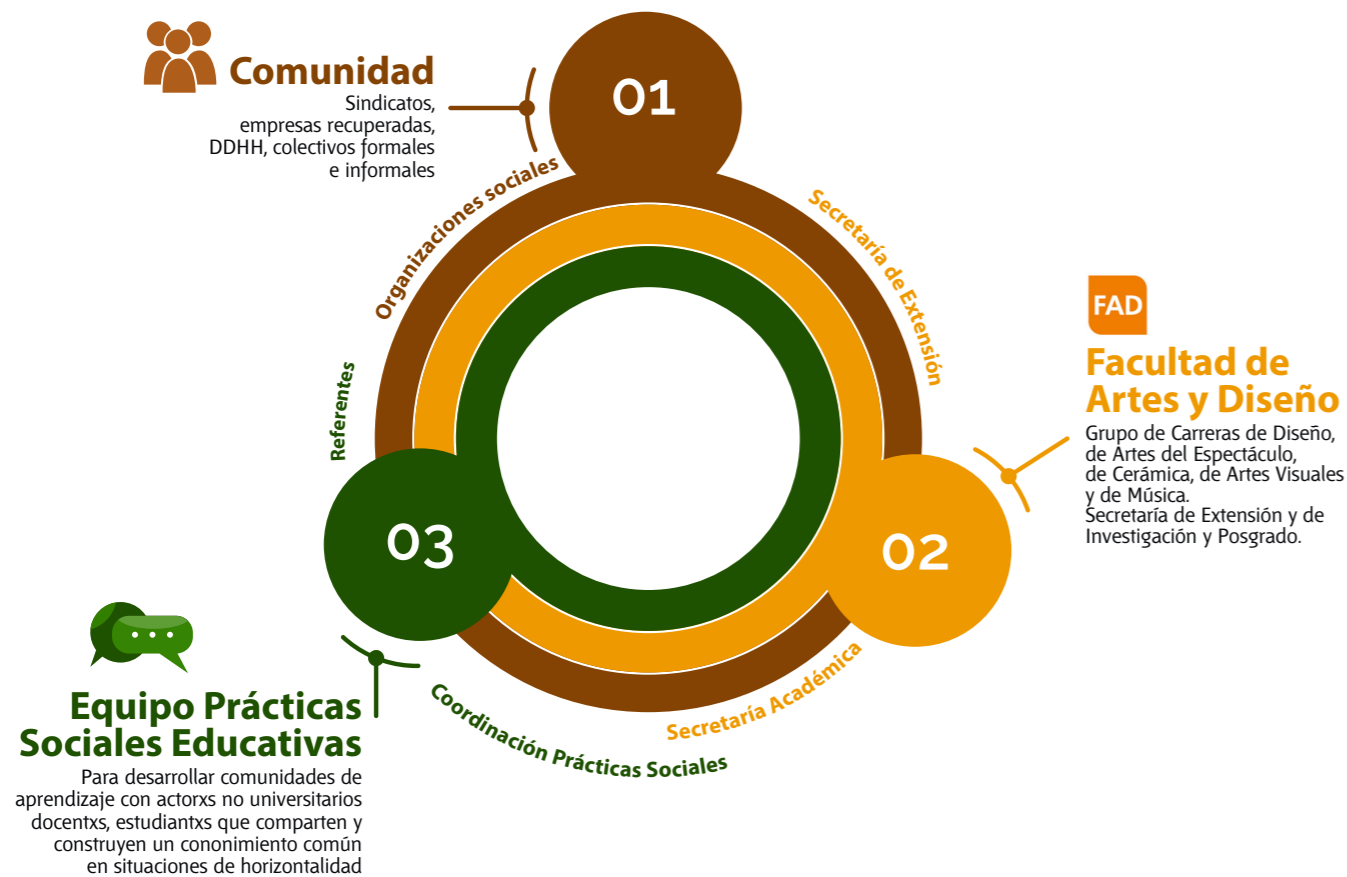 Comunidad
Sindicatos,
empresas recuperadas,
DDHH, colectivos formales
e informales
01
Organizaciones sociales
Secretaría de Extensión
FAD
Facultad de
Artes y Diseño
Grupo de Carreras de Diseño,
de Artes del Espectáculo,
de Cerámica, de Artes Visuales
y de Música.
Secretaría de Extensión y de
Investigación y Posgrado.
02
Secretaría Académica
Referentes
03
Coordinación Prácticas Sociales
Equipo Prácticas
Sociales Educativas
Para desarrollar comunidades de
aprendizaje con actorxs no universitarios
docentxs, estudiantxs que comparten y
construyen un cononimiento común
en situaciones de horizontalidad